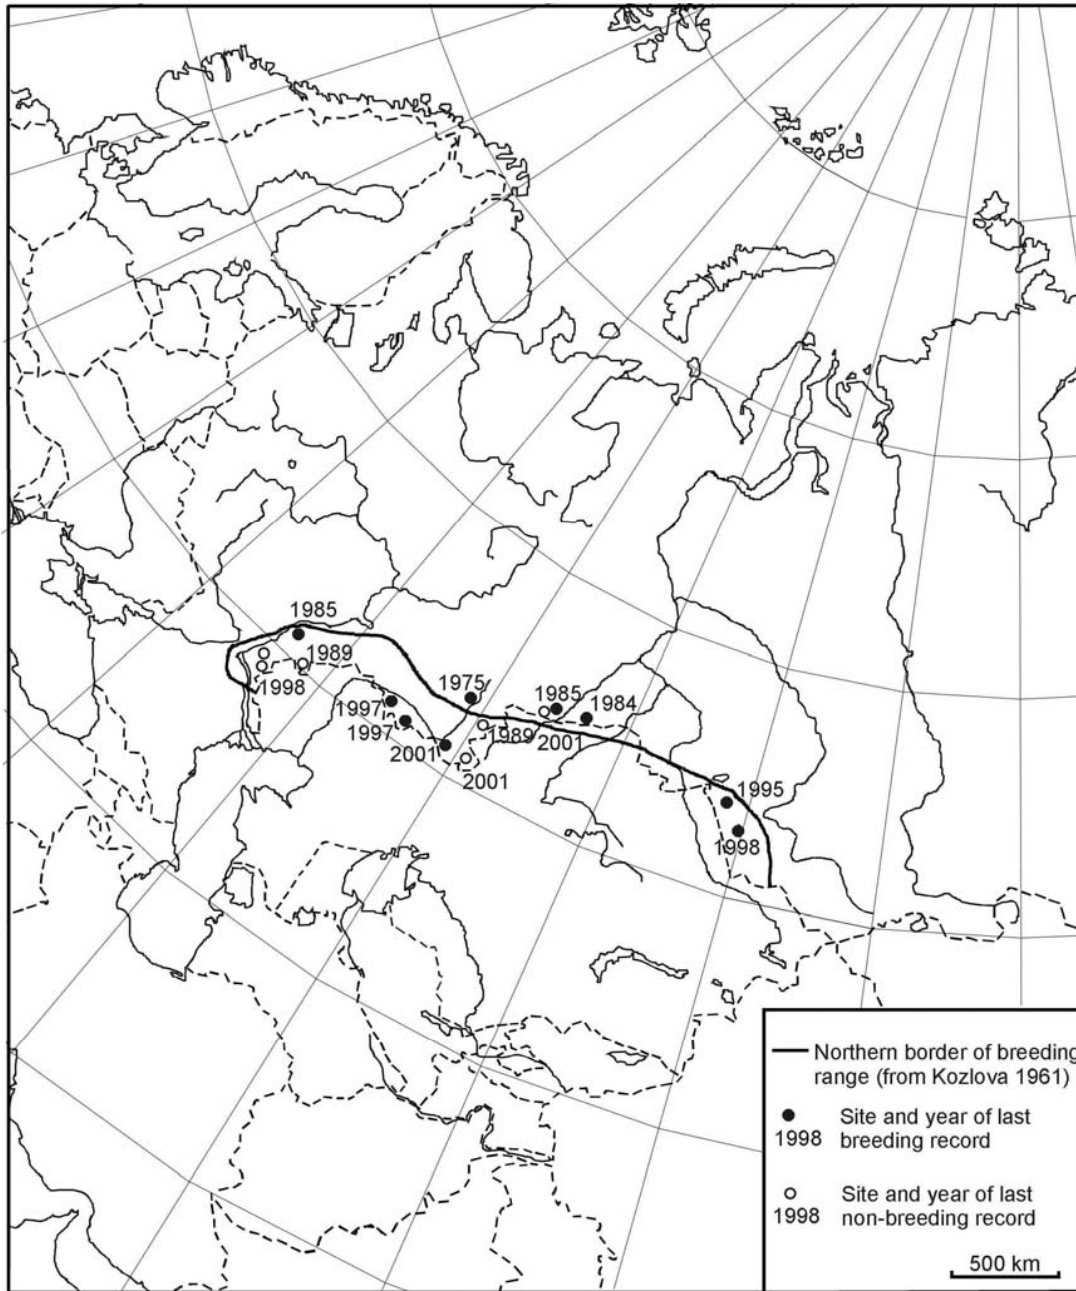 1985
1989
1998
1975
1997
1997
2001
2001
1989
1985
1984
2001
1995
1998
Northern border of breeding
range (from Kozlova 1961)
1998
Site and year of last
breeding record
1998
Site and year of last
non-breeding record
500 km